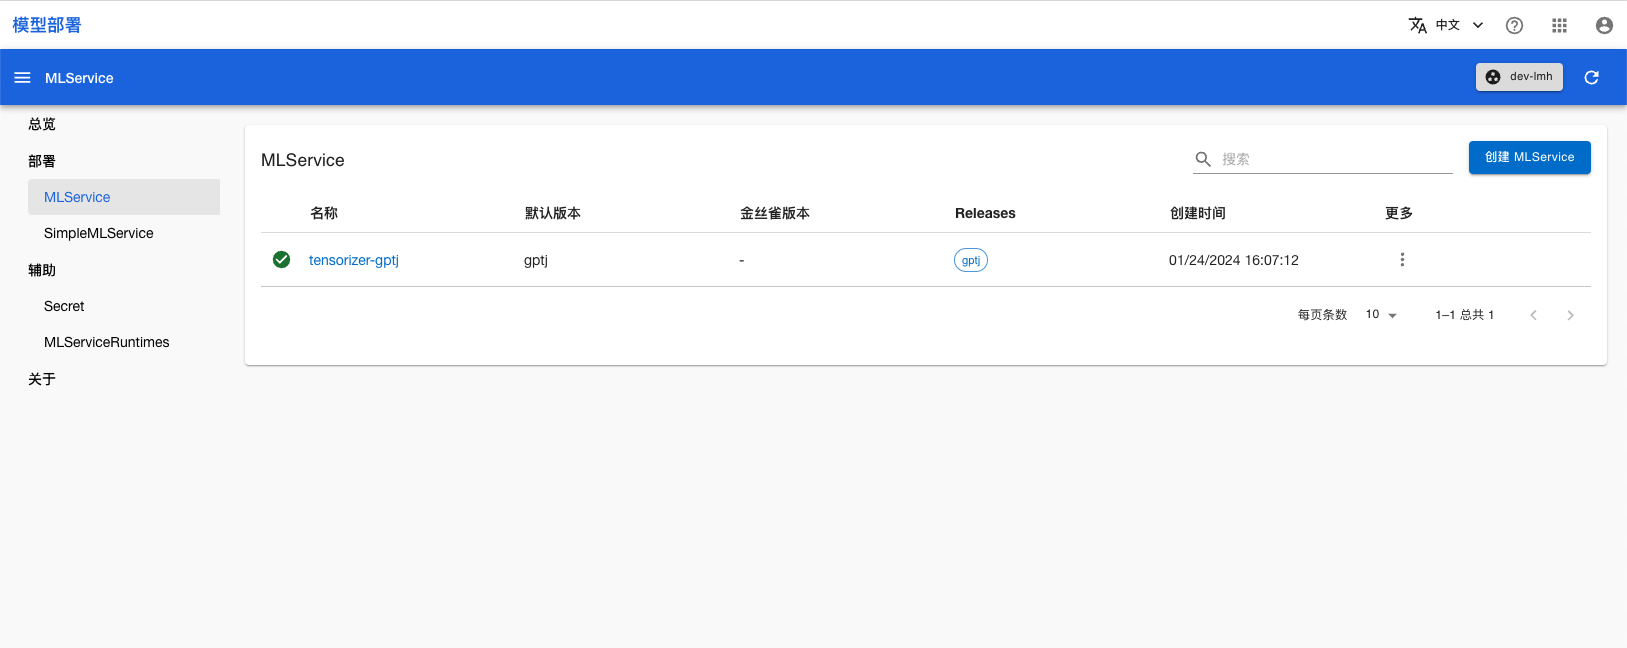 模型部署
中文
MLService
dev-lmh
总览
部署
MLService
SimpleMLService
辅助
Secret
MLServiceRuntimes
关于
MLService
搜索
创建 MLService
名称 默认版本 金丝雀版本 Releases 创建时间 更多
tensorizer-gptj gptj - gptj 01/24/2024 16:07:12
每页条数 10 1–1 总共 1